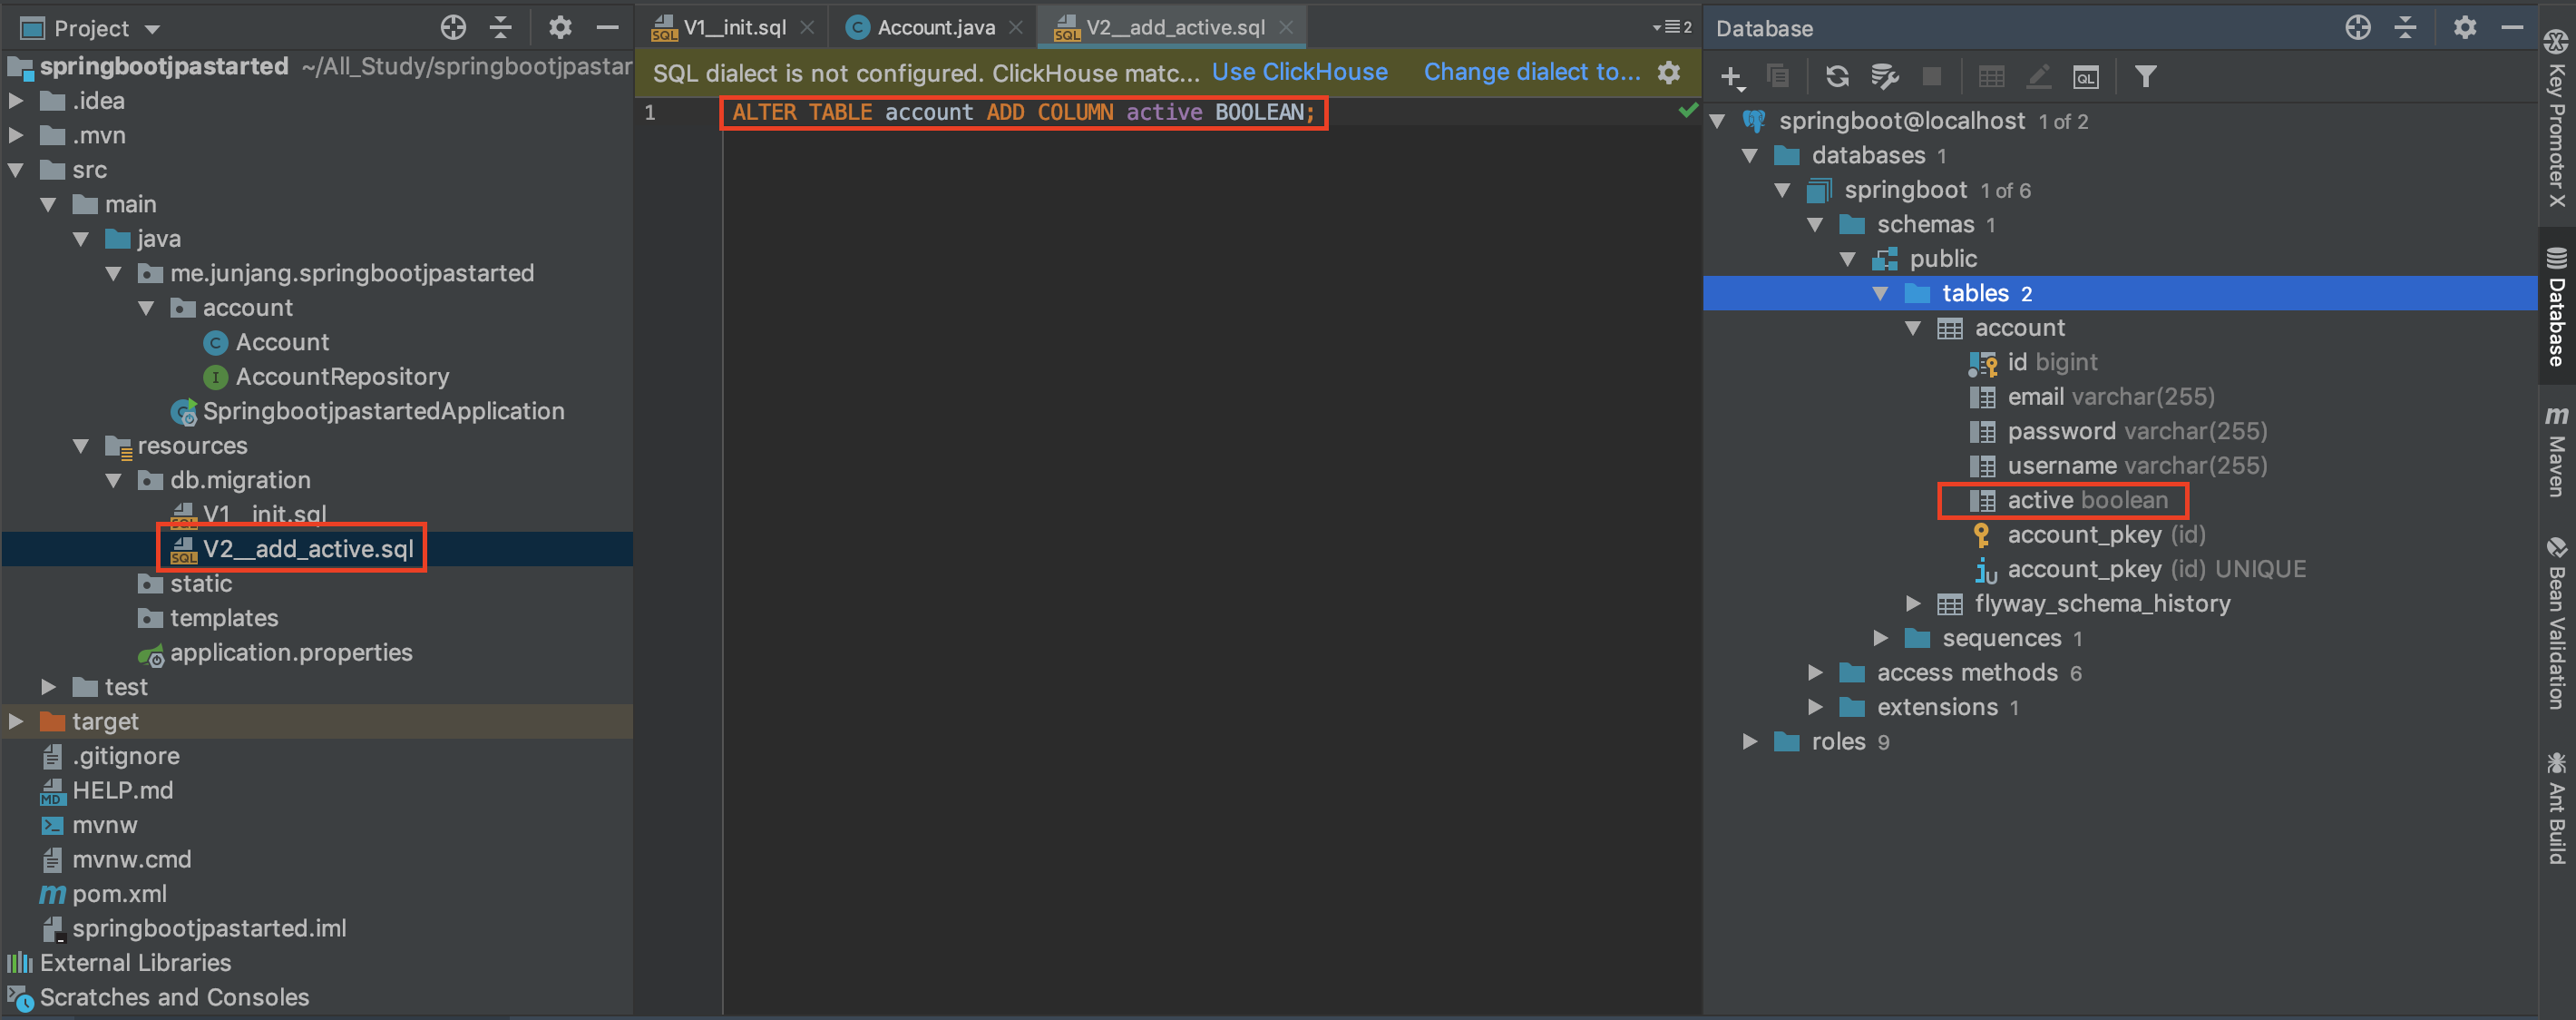 Project
springbootjpastarted ~/All_Study/springbootjpastar
.idea
.mvn
src
main
java
me.junjang.springbootjpastarted
account
Account
AccountRepository
SpringbootjpastartedApplication
resources
db.migration
V1__init.sql
V2__add_active.sql
static
templates
application.properties
test
target
.gitignore
HELP.md
mvnw
mvnw.cmd
pom.xml
springbootjpastarted.iml
External Libraries
Scratches and Consoles
V1__init.sql
Account.java
V2__add_active.sql
2
SQL dialect is not configured. ClickHouse matc... Use ClickHouse Change dialect to...
1 ALTER TABLE account ADD COLUMN active BOOLEAN;
Database
springboot@localhost 1 of 2
databases 1
springboot 1 of 6
schemas 1
public
tables 2
account
id bigint
email varchar(255)
password varchar(255)
username varchar(255)
active boolean
account_pkey (id)
account_pkey (id) UNIQUE
flyway_schema_history
sequences 1
access methods 6
extensions 1
roles 9
Key Promoter X
Database
Maven
Bean Validation
Ant Build